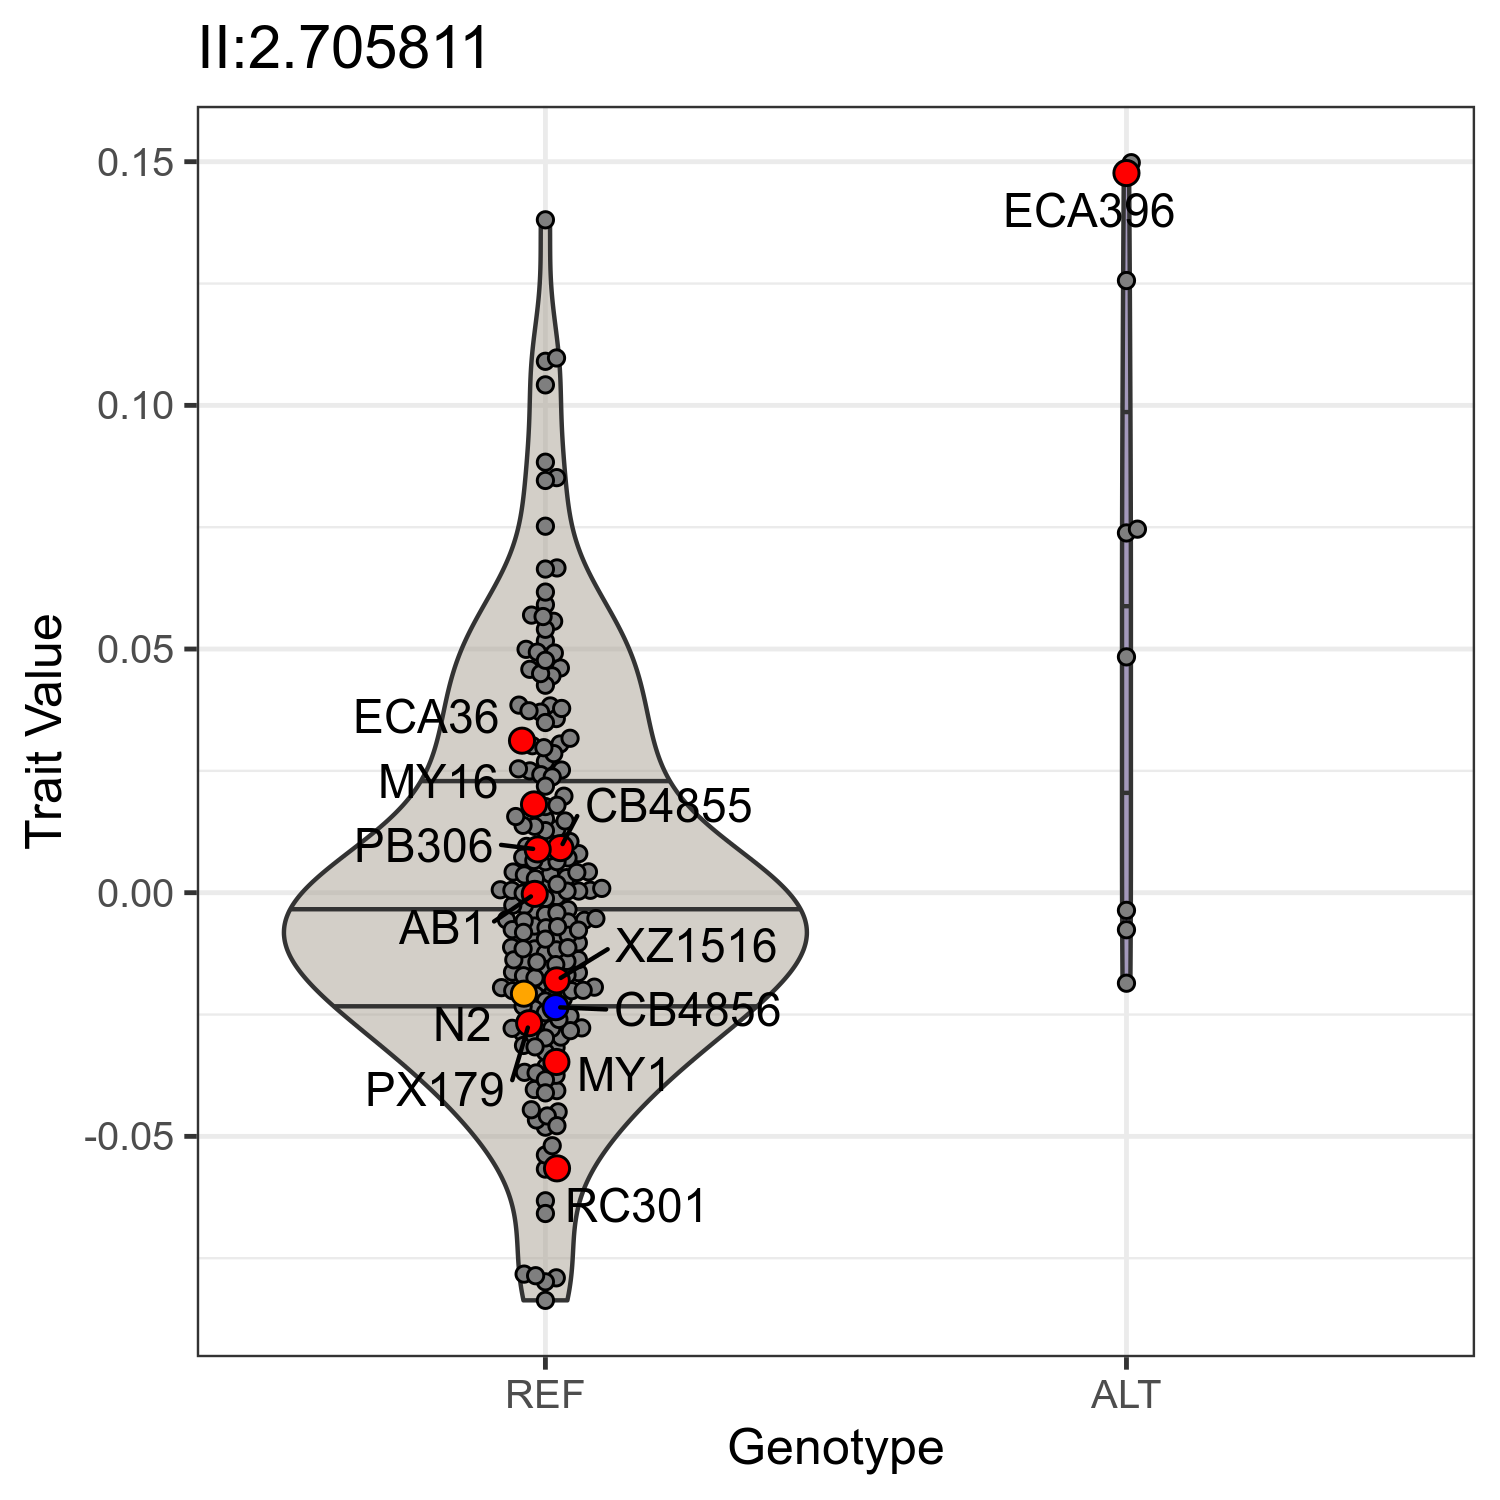 II:2.705811
0.15
ECA396
0.10
0.05
ECA36
MY16
CB4855
PB306
0.00
AB1
XZ1516
CB4856
N2
MY1
PX179
-0.05
RC301
Trait Value
REF
ALT
Genotype